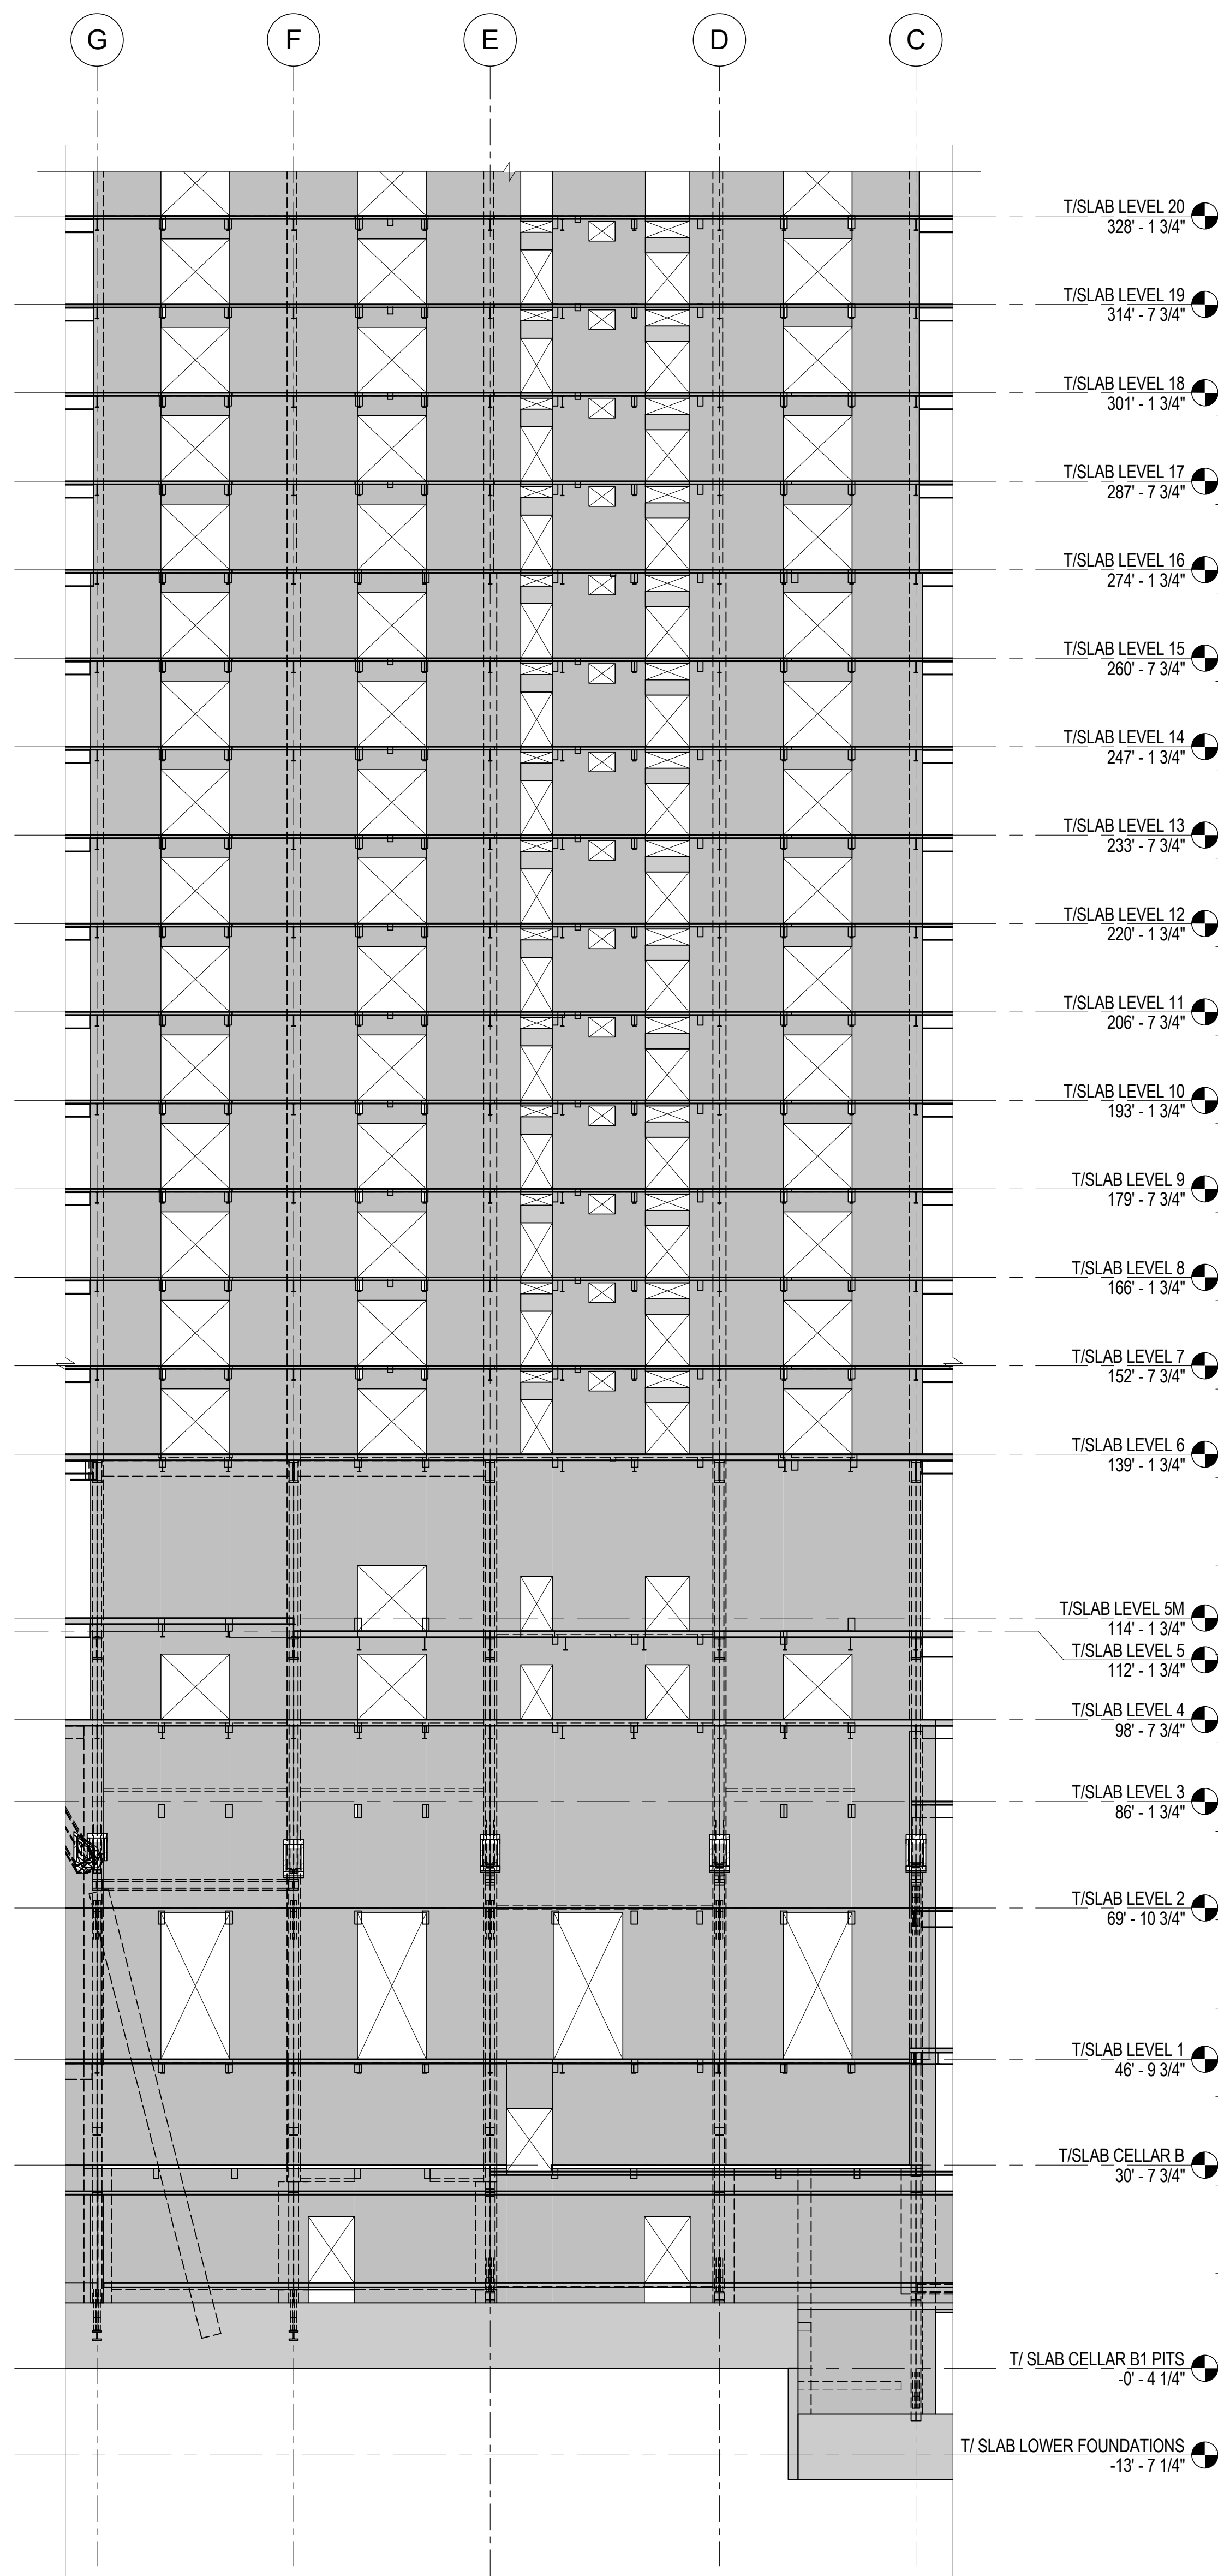 G F E D C
T/SLAB LEVEL 20
328' - 1 3/4"
T/SLAB LEVEL 19
314' - 7 3/4"
T/SLAB LEVEL 18
301' - 1 3/4"
T/SLAB LEVEL 17
287' - 7 3/4"
T/SLAB LEVEL 16
274' - 1 3/4"
T/SLAB LEVEL 15
260' - 7 3/4"
T/SLAB LEVEL 14
247' - 1 3/4"
T/SLAB LEVEL 13
233' - 7 3/4"
T/SLAB LEVEL 12
220' - 1 3/4"
T/SLAB LEVEL 11
206' - 7 3/4"
T/SLAB LEVEL 10
193' - 1 3/4"
T/SLAB LEVEL 9
179' - 7 3/4"
T/SLAB LEVEL 8
166' - 1 3/4"
T/SLAB LEVEL 7
152' - 7 3/4"
T/SLAB LEVEL 6
139' - 1 3/4"
T/SLAB LEVEL 5M
114' - 1 3/4"
T/SLAB LEVEL 5
112' - 1 3/4"
T/SLAB LEVEL 4
98' - 7 3/4"
T/SLAB LEVEL 3
86' - 1 3/4"
T/SLAB LEVEL 2
69' - 10 3/4"
T/SLAB LEVEL 1
46' - 9 3/4"
T/SLAB CELLAR B
30' - 7 3/4"
T/ SLAB CELLAR B1 PITS
-0' - 4 1/4"
T/ SLAB LOWER FOUNDATIONS
-13' - 7 1/4"